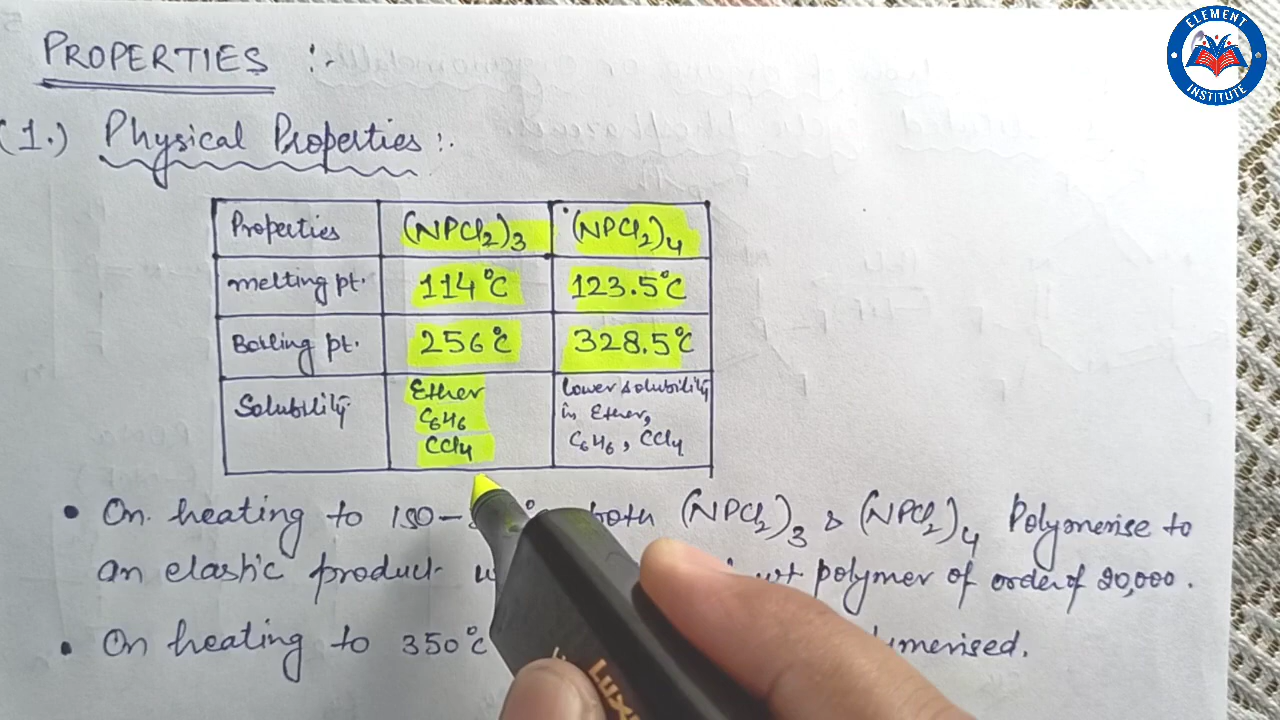 ELEMENT INSTITUTE
PROPERTIES :-
(1.) Physical Properties :-
Properties (NPCl2)3 (NPCl2)4
melting pt. 114°C 123.5°C
Boiling pt. 256°C 328.5°C
Solubility Ether C6H6 CCl4 lower solubility in Ether, C6H6, CCl4
• On heating to both (NPCl2)3 & (NPCl2)4 Polymerise to
an elastic product wt polymer of order of 20,000.
• On heating to 350°C
LUXO